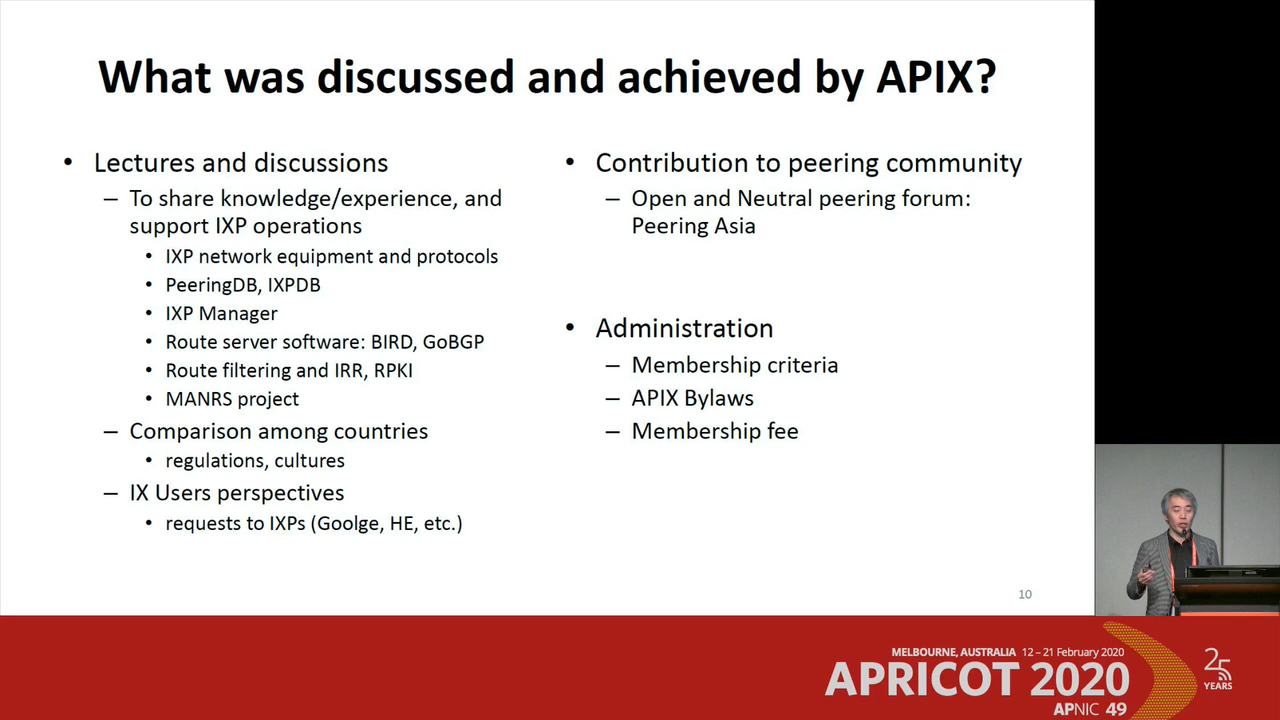 What was discussed and achieved by APIX?
• Lectures and discussions
– To share knowledge/experience, and
support IXP operations
• IXP network equipment and protocols
• PeeringDB, IXPDB
• IXP Manager
• Route server software: BIRD, GoBGP
• Route filtering and IRR, RPKI
• MANRS project
– Comparison among countries
• regulations, cultures
– IX Users perspectives
• requests to IXPs (Goolge, HE, etc.)
• Contribution to peering community
– Open and Neutral peering forum:
Peering Asia
• Administration
– Membership criteria
– APIX Bylaws
– Membership fee
10
MELBOURNE, AUSTRALIA 12 – 21 February 2020
APRICOT 2020
APNIC 49
25
YEARS